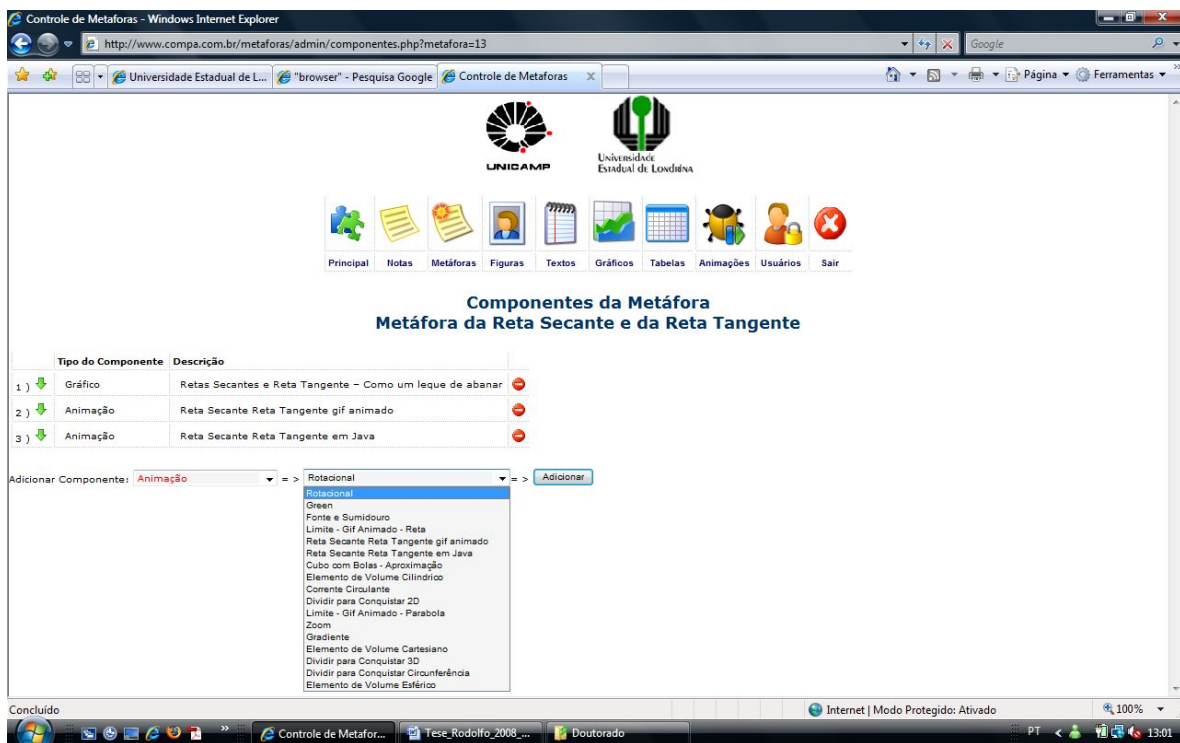 Controle de Metaforas - Windows Internet Explorer
http://www.compa.com.br/metaforas/admin/componentes.php?metafora=13
Google
Universidade Estadual de L...
"browser" - Pesquisa Google
Controle de Metaforas
Página
Ferramentas
UNICAMP
Universidade
Estadual de Londrina
Principal Notas Metáforas Figuras Textos Gráficos Tabelas Animações Usuários Sair
Componentes da Metáfora
Metáfora da Reta Secante e da Reta Tangente
Tipo do Componente Descrição
1 ) Gráfico Retas Secantes e Reta Tangente – Como um leque de abanar
2 ) Animação Reta Secante Reta Tangente gif animado
3 ) Animação Reta Secante Reta Tangente em Java
Adicionar Componente: Animação = > Rotacional = > Adicionar
Rotacional
Green
Fonte e Sumidouro
Limite - Gif Animado - Reta
Reta Secante Reta Tangente gif animado
Reta Secante Reta Tangente em Java
Cubo com Bolas - Aproximação
Elemento de Volume Cilíndrico
Corrente Circulante
Dividir para Conquistar 2D
Limite - Gif Animado - Parabola
Zoom
Gradiente
Elemento de Volume Cartesiano
Dividir para Conquistar 3D
Dividir para Conquistar Circunferência
Elemento de Volume Esférico
Concluído
Internet | Modo Protegido: Ativado
100%
Controle de Metafor...
Tese_Rodolfo_2008_...
Doutorado
PT
13:01